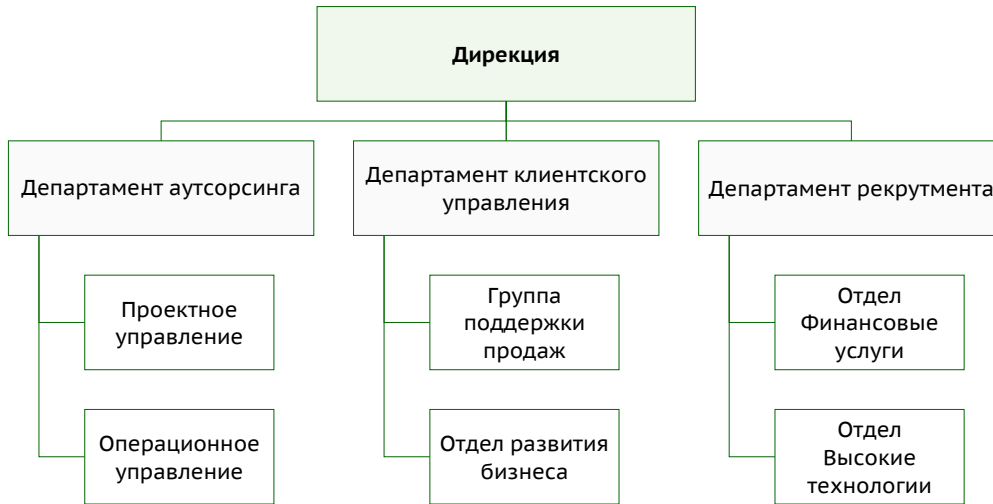 Дирекция
Департамент аутсорсинга
Департамент клиентского
управления
Департамент рекрутмента
Проектное
управление
Группа
поддержки
продаж
Отдел
Финансовые
услуги
Операционное
управление
Отдел развития
бизнеса
Отдел
Высокие
технологии